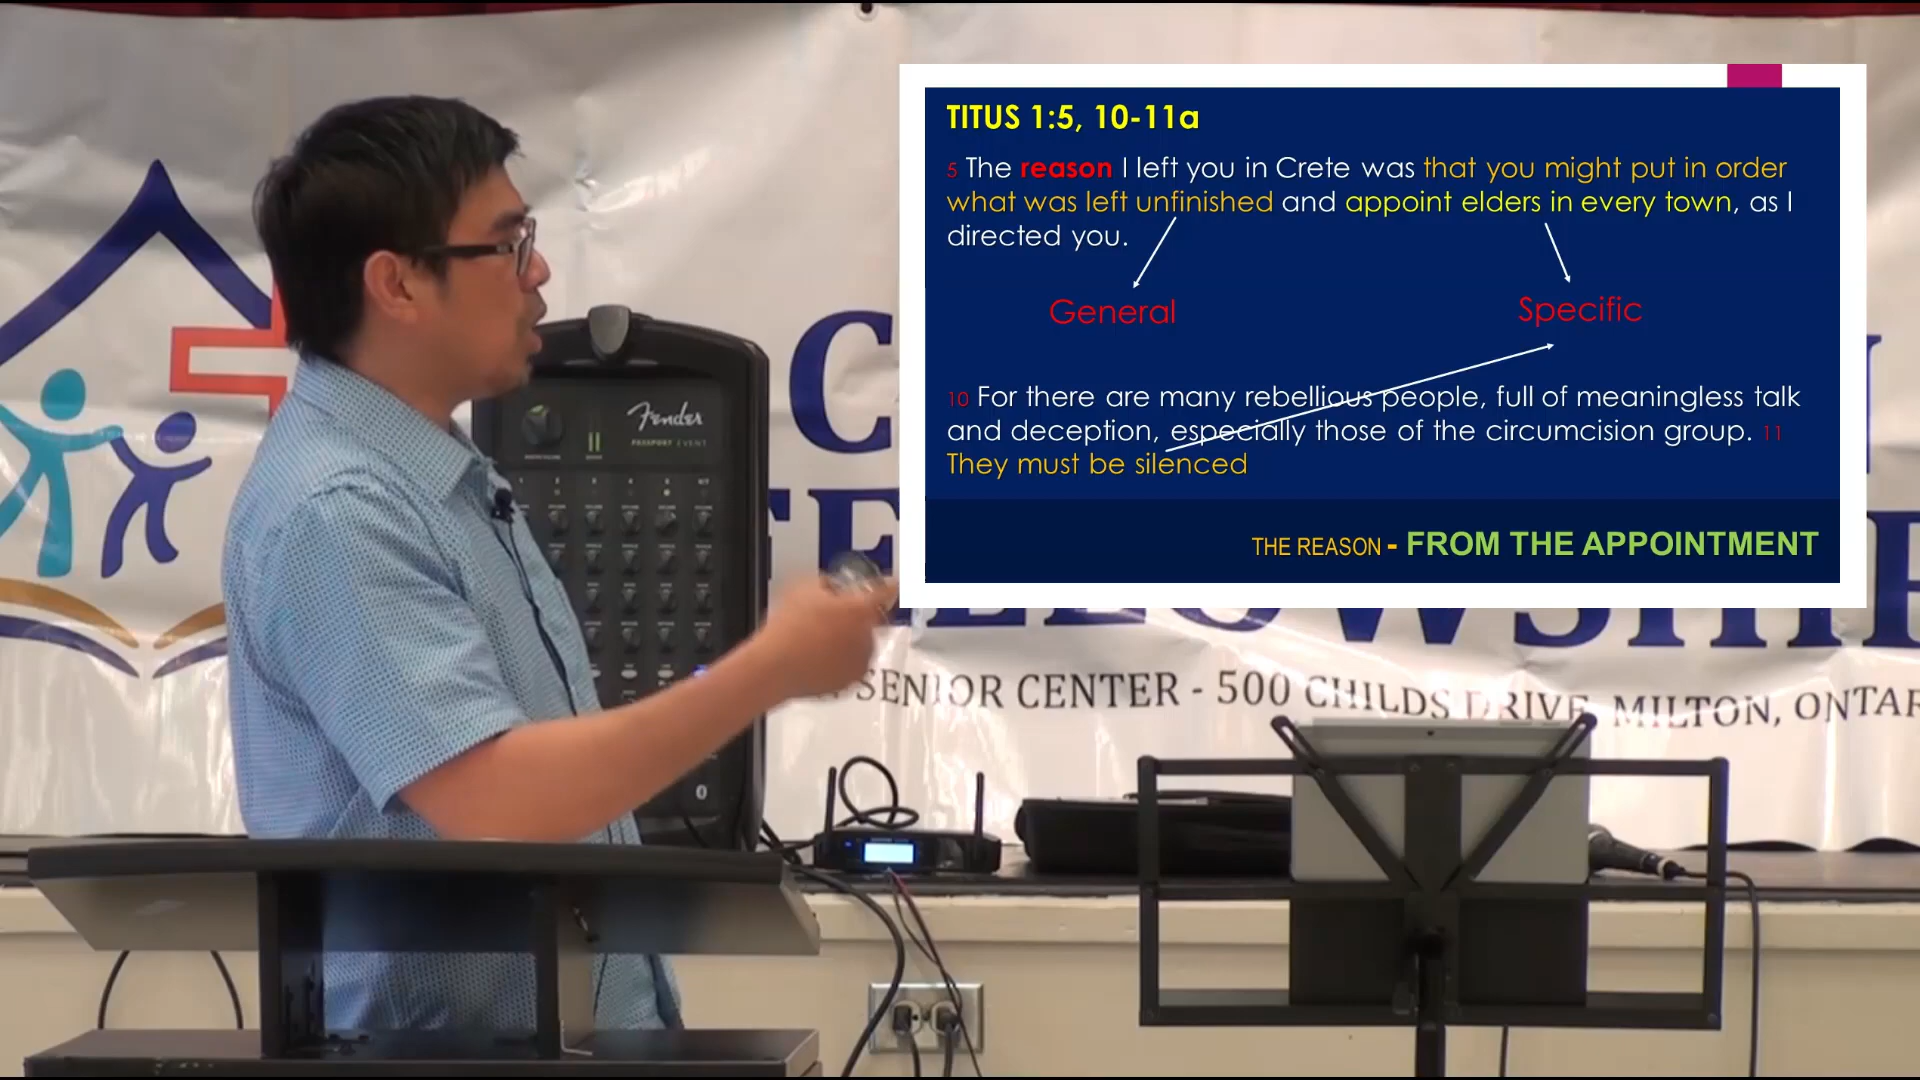 TITUS 1:5, 10-11a
5 The reason I left you in Crete was that you might put in order
what was left unfinished and appoint elders in every town, as I
directed you.
General
Specific
10 For there are many rebellious people, full of meaningless talk
and deception, especially those of the circumcision group. 11
They must be silenced
THE REASON - FROM THE APPOINTMENT
Fender
PASSPORT EVENT
C
SENIOR CENTER - 500 CHILDS DRIVE, MILTON, ONTAR